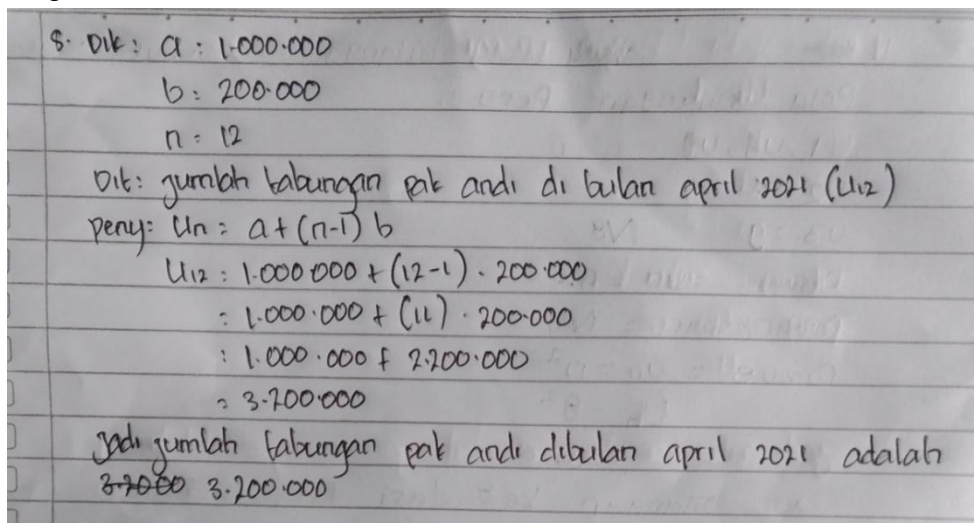 8. Dik : a : 1.000.000
b : 200.000
n = 12
Dit : jumlah tabungan pak andi di bulan april 2021 (U12)
peny : Un = a + (n-1) b
U12 : 1.000.000 + (12-1) . 200.000
: 1.000.000 + (11) . 200.000
: 1.000.000 + 2.200.000
= 3.200.000
Jadi jumlah tabungan pak andi dibulan april 2021 adalah
3.200.000